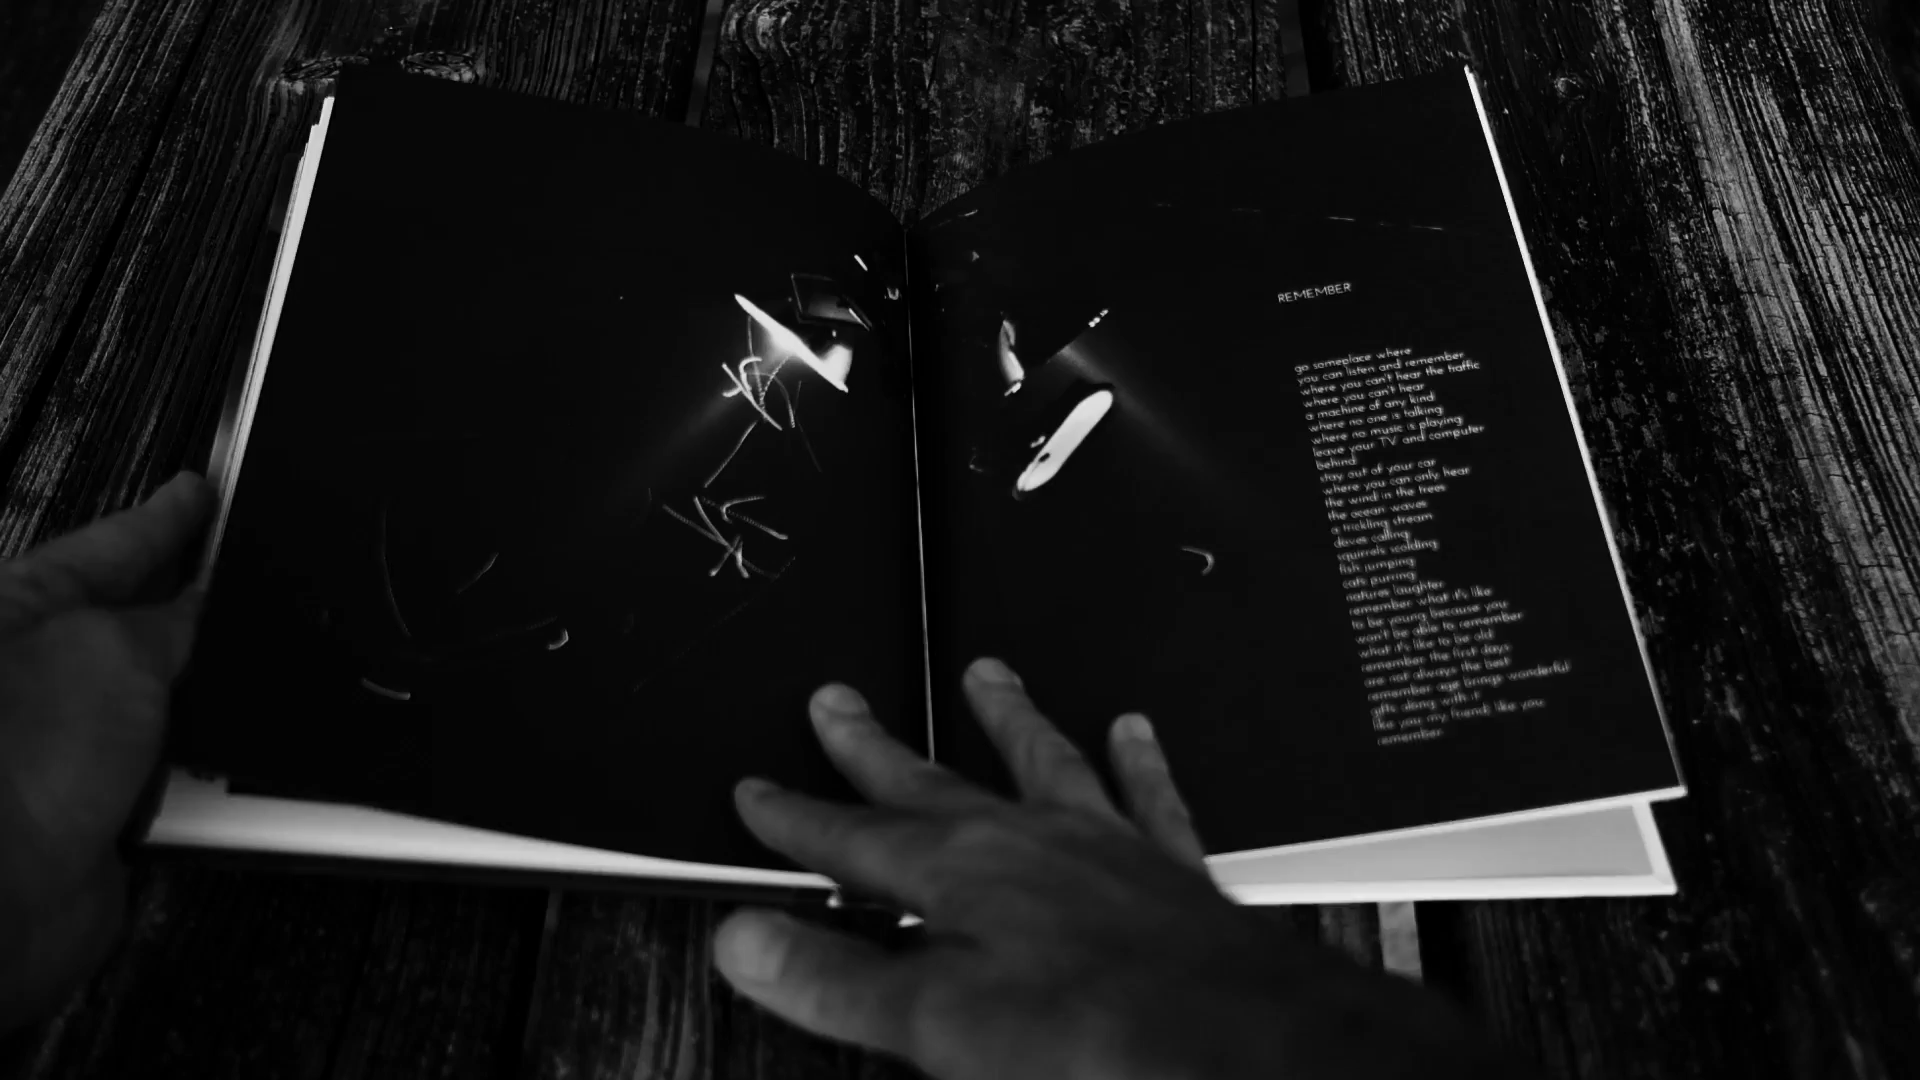 REMEMBER
go someplace where
you can listen and remember
where you can't hear the traffic
where you can't hear
a machine of any kind
where no one is talking
where no music is playing
leave your TV and computer
behind
stay out of your car
where you can only hear
the wind in the trees
the ocean waves
a trickling stream
doves calling
squirrels scolding
fish jumping
cats purring
natures laughter
remember what it's like
to be young because you
won't be able to remember
what it's like to be old
remember the first days
are not always the best
remember age brings wonderful
gifts along with it
like you my friend, like you
remember